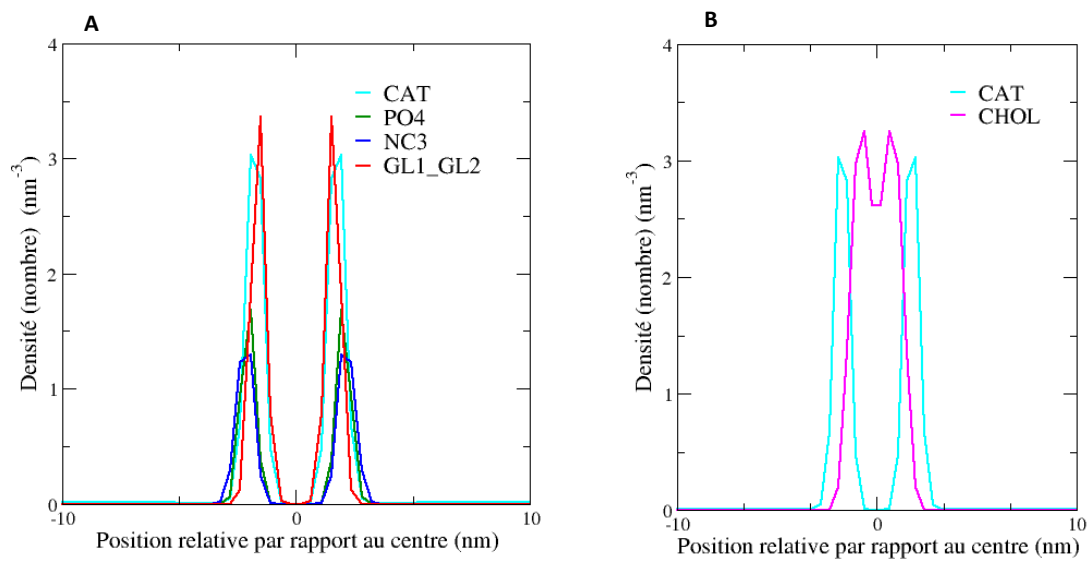 A
4
3
2
1
0
-10
0
10
Densité (nombre) (nm-3)
Position relative par rapport au centre (nm)
CAT
PO4
NC3
GL1_GL2
B
4
3
2
1
0
-10
0
10
Densité (nombre) (nm-3)
Position relative par rapport au centre (nm)
CAT
CHOL